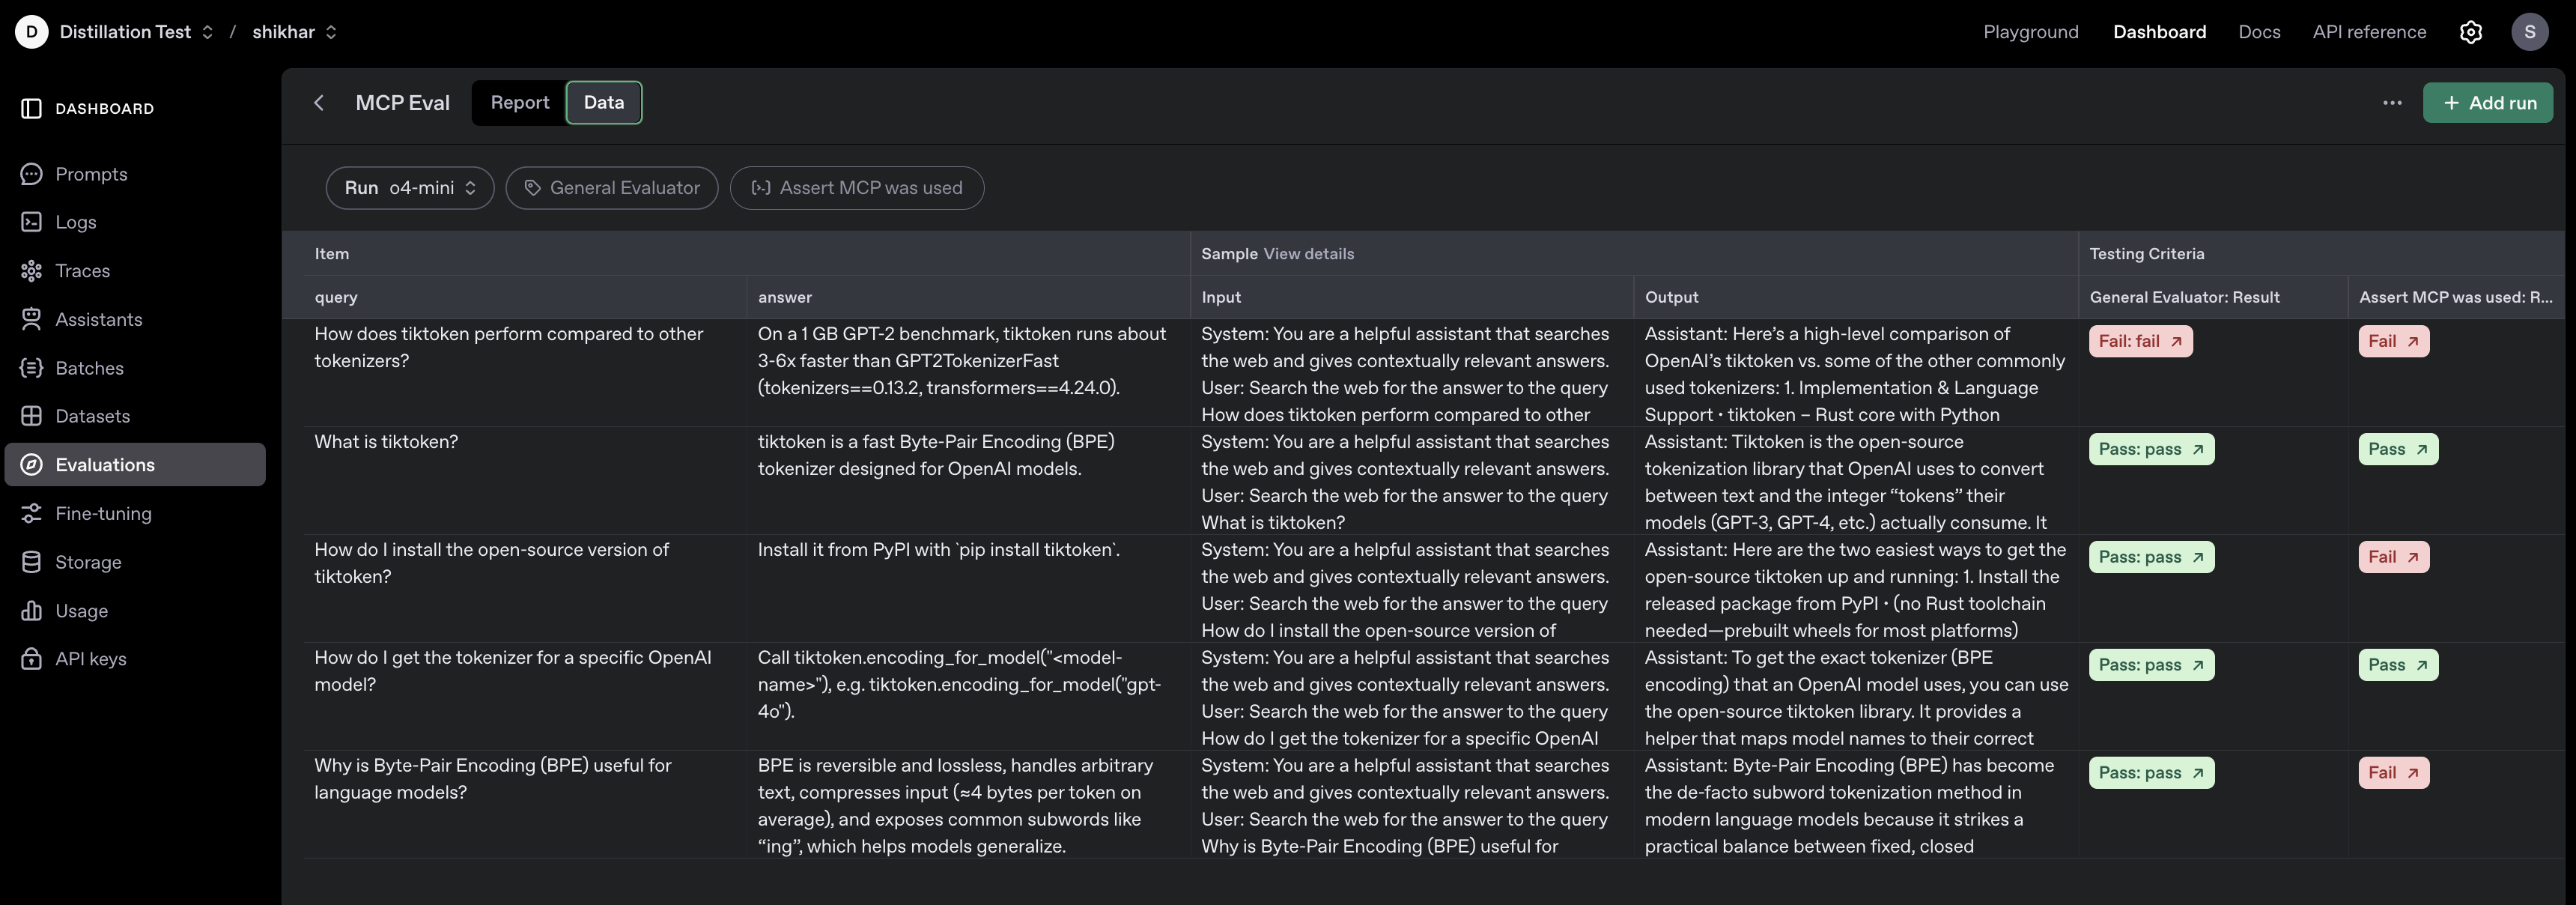 D Distillation Test / shikhar
Playground Dashboard Docs API reference S
DASHBOARD
Prompts
Logs
Traces
Assistants
Batches
Datasets
Evaluations
Fine-tuning
Storage
Usage
API keys
MCP Eval Report Data
... + Add run
Run o4-mini General Evaluator Assert MCP was used
Item
Sample View details
Testing Criteria
query
answer
Input
Output
General Evaluator: Result
Assert MCP was used: R...
How does tiktoken perform compared to other
tokenizers?
On a 1 GB GPT-2 benchmark, tiktoken runs about
3-6x faster than GPT2TokenizerFast
(tokenizers==0.13.2, transformers==4.24.0).
System: You are a helpful assistant that searches
the web and gives contextually relevant answers.
User: Search the web for the answer to the query
How does tiktoken perform compared to other
Assistant: Here’s a high-level comparison of
OpenAI’s tiktoken vs. some of the other commonly
used tokenizers: 1. Implementation & Language
Support • tiktoken – Rust core with Python
Fail: fail
Fail
What is tiktoken?
tiktoken is a fast Byte-Pair Encoding (BPE)
tokenizer designed for OpenAI models.
System: You are a helpful assistant that searches
the web and gives contextually relevant answers.
User: Search the web for the answer to the query
What is tiktoken?
Assistant: Tiktoken is the open-source
tokenization library that OpenAI uses to convert
between text and the integer “tokens” their
models (GPT-3, GPT-4, etc.) actually consume. It
Pass: pass
Pass
How do I install the open-source version of
tiktoken?
Install it from PyPI with `pip install tiktoken`.
System: You are a helpful assistant that searches
the web and gives contextually relevant answers.
User: Search the web for the answer to the query
How do I install the open-source version of
Assistant: Here are the two easiest ways to get the
open-source tiktoken up and running: 1. Install the
released package from PyPI • (no Rust toolchain
needed—prebuilt wheels for most platforms)
Pass: pass
Fail
How do I get the tokenizer for a specific OpenAI
model?
Call tiktoken.encoding_for_model("<model-
name>"), e.g. tiktoken.encoding_for_model("gpt-
4o").
System: You are a helpful assistant that searches
the web and gives contextually relevant answers.
User: Search the web for the answer to the query
How do I get the tokenizer for a specific OpenAI
Assistant: To get the exact tokenizer (BPE
encoding) that an OpenAI model uses, you can use
the open-source tiktoken library. It provides a
helper that maps model names to their correct
Pass: pass
Pass
Why is Byte-Pair Encoding (BPE) useful for
language models?
BPE is reversible and lossless, handles arbitrary
text, compresses input (≈4 bytes per token on
average), and exposes common subwords like
“ing”, which helps models generalize.
System: You are a helpful assistant that searches
the web and gives contextually relevant answers.
User: Search the web for the answer to the query
Why is Byte-Pair Encoding (BPE) useful for
Assistant: Byte-Pair Encoding (BPE) has become
the de-facto subword tokenization method in
modern language models because it strikes a
practical balance between fixed, closed
Pass: pass
Fail